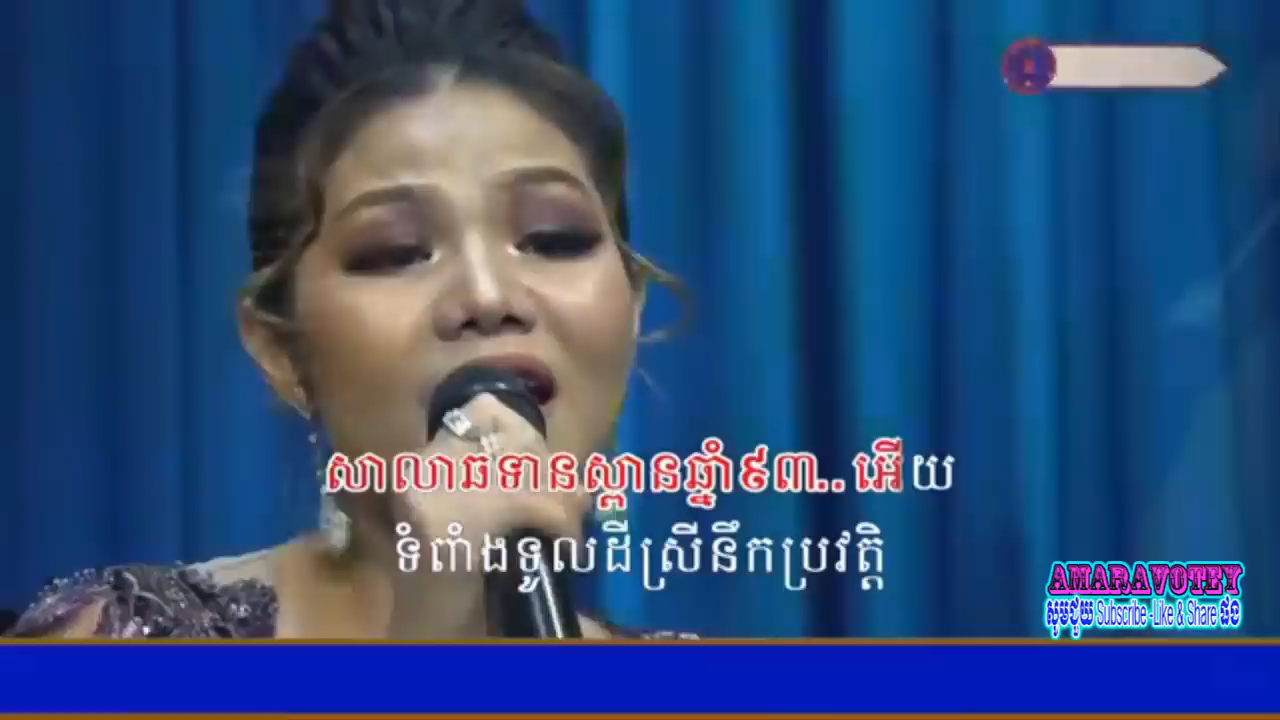 សាលាឆទានស្ពានឆ្នាំ៩៣..អើយ
ទំពាំងទូលដីស្រីនឹកប្រវត្តិ
AMARAVOTEY
សូមជួយ Subscribe -Like & Share ផង